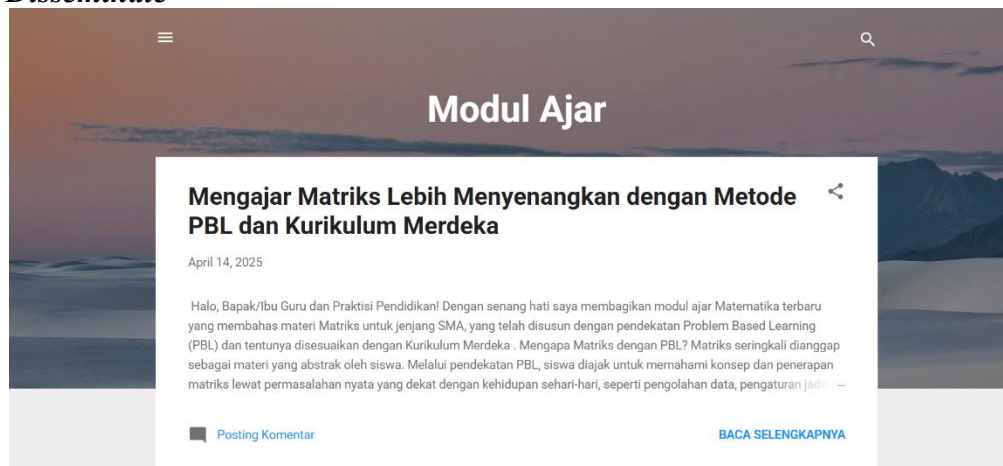 Modul Ajar
Mengajar Matriks Lebih Menyenangkan dengan Metode
PBL dan Kurikulum Merdeka
April 14, 2025
Halo, Bapak/Ibu Guru dan Praktisi Pendidikan! Dengan senang hati saya membagikan modul ajar Matematika terbaru
yang membahas materi Matriks untuk jenjang SMA, yang telah disusun dengan pendekatan Problem Based Learning
(PBL) dan tentunya disesuaikan dengan Kurikulum Merdeka . Mengapa Matriks dengan PBL? Matriks seringkali dianggap
sebagai materi yang abstrak oleh siswa. Melalui pendekatan PBL, siswa diajak untuk memahami konsep dan penerapan
matriks lewat permasalahan nyata yang dekat dengan kehidupan sehari-hari, seperti pengolahan data, pengaturan ...
Posting Komentar
BACA SELENGKAPNYA